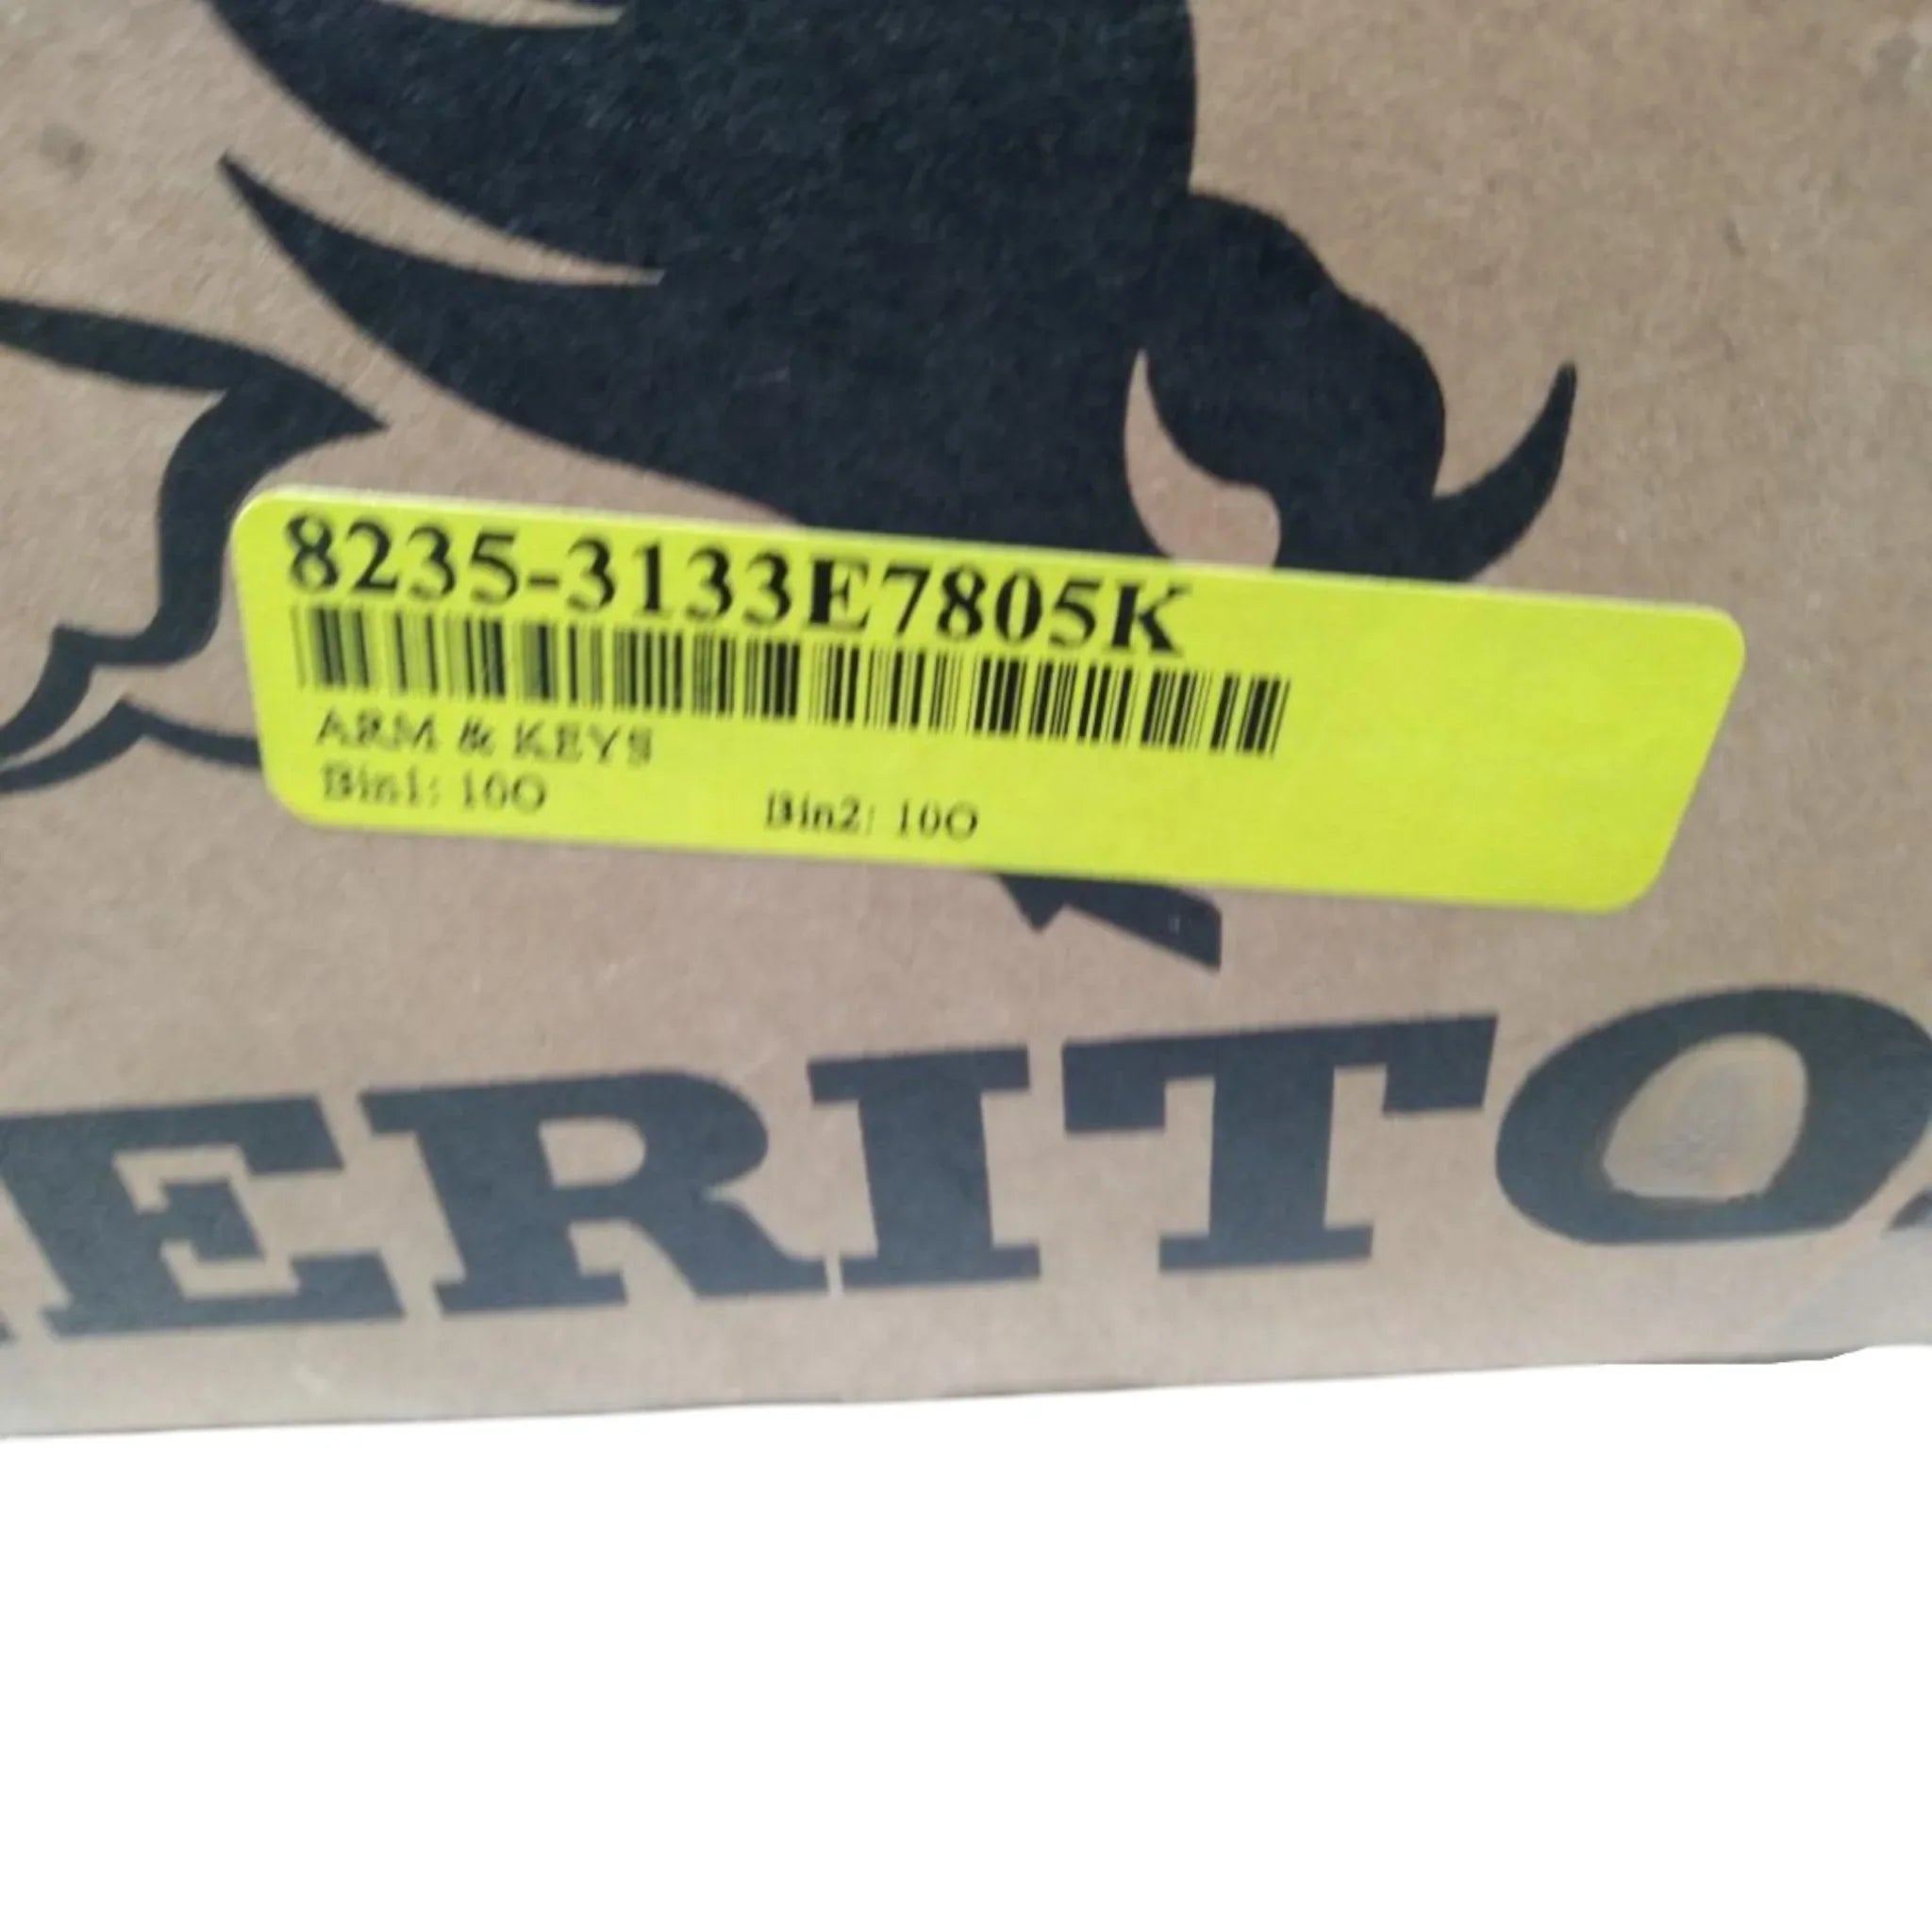 8235-3133E7805K
ARM & KEYS
Bin1: 10O
Bin2: 10O
ERITO